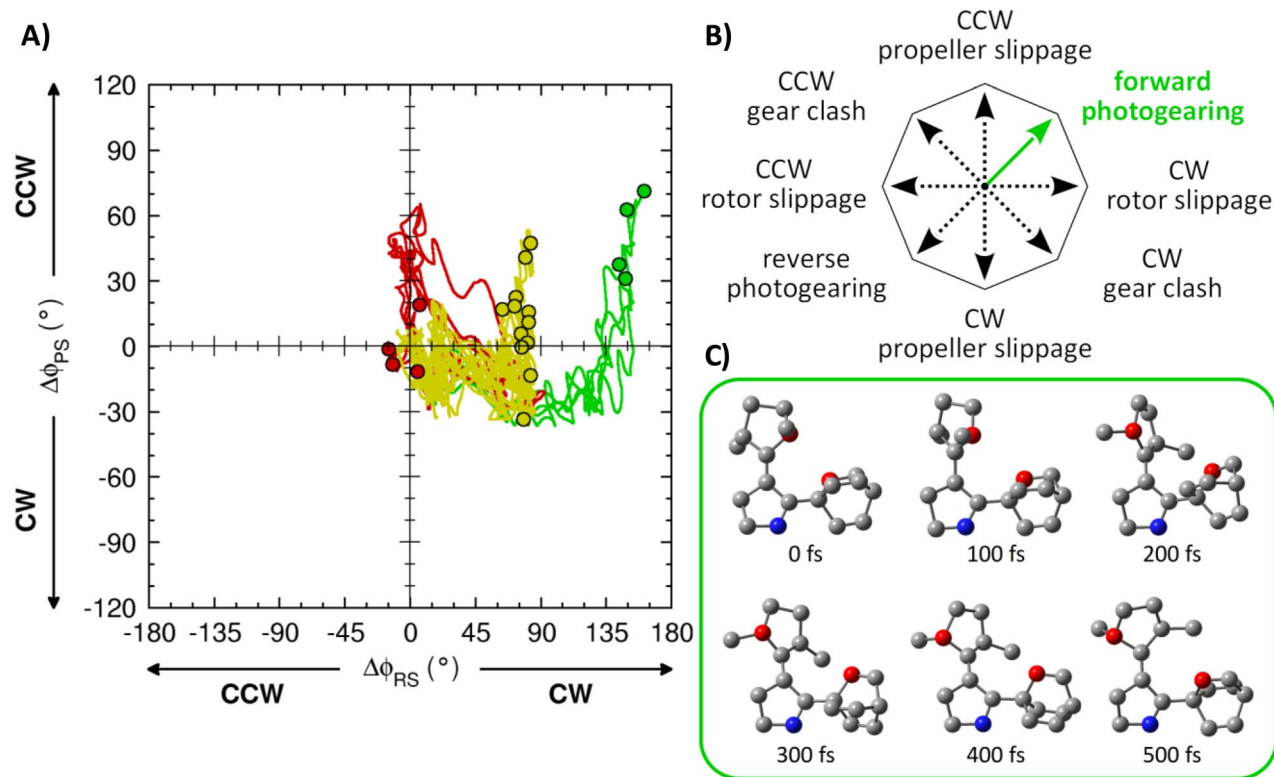 A)
120
90
60
30
0
-30
-60
-90
-120
CCW
ΔϕPS (°)
CW
-180 -135 -90 -45 0 45 90 135 180
ΔϕRS (°)
CCW
CW
B)
CCW
propeller slippage
forward
photogearing
CW
rotor slippage
CW
gear clash
CW
propeller slippage
reverse
photogearing
CCW
rotor slippage
CCW
gear clash
C)
0 fs
100 fs
200 fs
300 fs
400 fs
500 fs